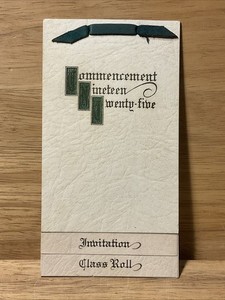 Commencement
Nineteen
Twenty-five
Invitation
Class Roll